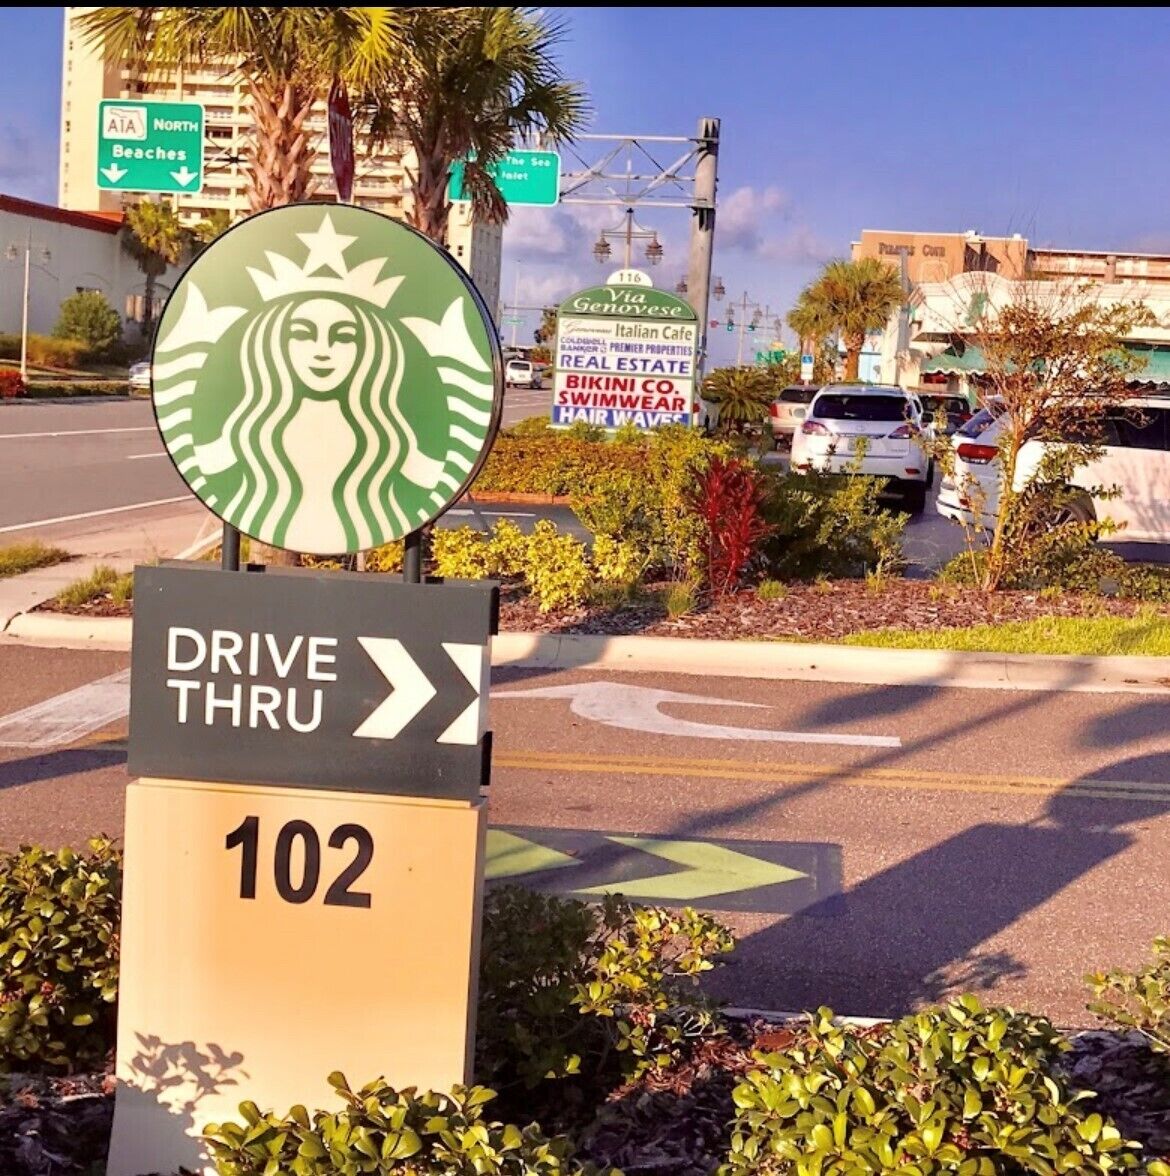 A1A NORTH
Beaches
The Sea
Inlet
116
Via
Genovese
Genovese Italian Cafe
COLDWELL
BANKER PREMIER PROPERTIES
REAL ESTATE
BIKINI CO.
SWIMWEAR
HAIR WAVES
DRIVE
THRU
102